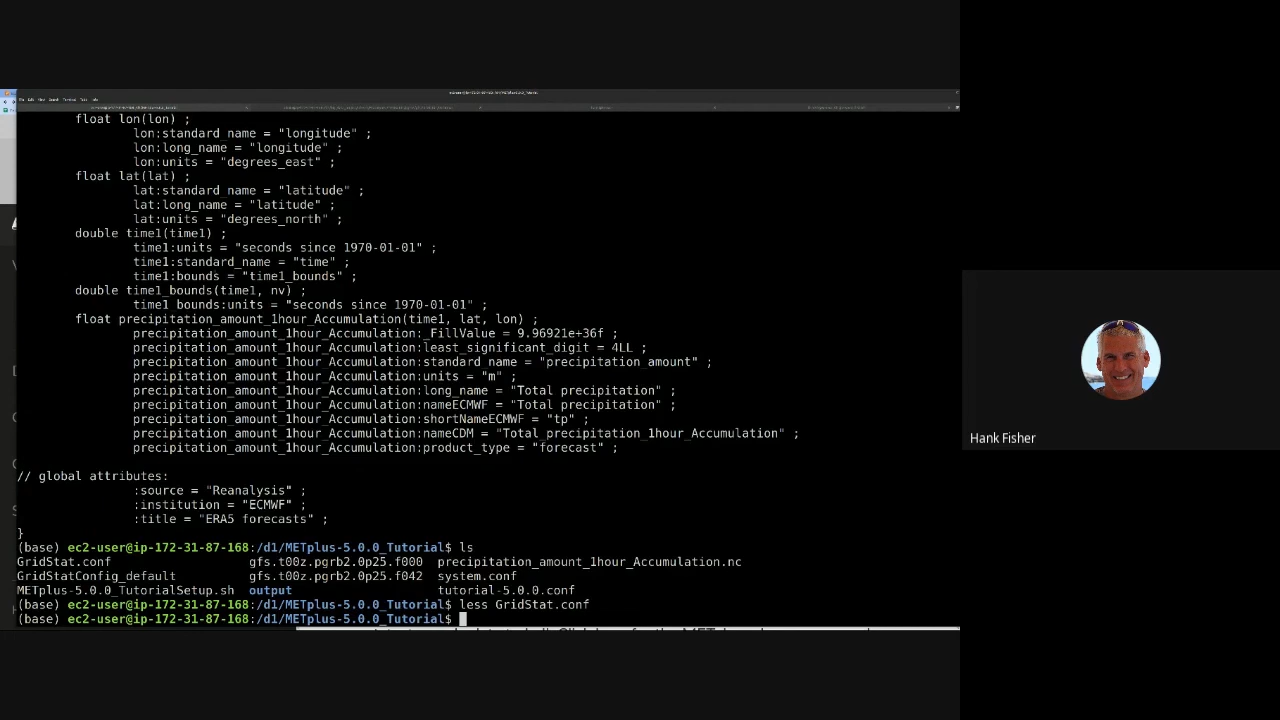 float lon(lon) ;
lon:standard_name = "longitude" ;
lon:long_name = "longitude" ;
lon:units = "degrees_east" ;
float lat(lat) ;
lat:standard_name = "latitude" ;
lat:long_name = "latitude" ;
lat:units = "degrees_north" ;
double time1(time1) ;
time1:units = "seconds since 1970-01-01" ;
time1:standard_name = "time" ;
time1:bounds = "time1_bounds" ;
double time1_bounds(time1, nv) ;
time1_bounds:units = "seconds since 1970-01-01" ;
float precipitation_amount_1hour_Accumulation(time1, lat, lon) ;
precipitation_amount_1hour_Accumulation:_FillValue = 9.96921e+36f ;
precipitation_amount_1hour_Accumulation:least_significant_digit = 4LL ;
precipitation_amount_1hour_Accumulation:standard_name = "precipitation_amount" ;
precipitation_amount_1hour_Accumulation:units = "m" ;
precipitation_amount_1hour_Accumulation:long_name = "Total precipitation" ;
precipitation_amount_1hour_Accumulation:nameECMWF = "Total precipitation" ;
precipitation_amount_1hour_Accumulation:shortNameECMWF = "tp" ;
precipitation_amount_1hour_Accumulation:nameCDM = "Total_precipitation_1hour_Accumulation" ;
precipitation_amount_1hour_Accumulation:product_type = "forecast" ;
// global attributes:
:source = "Reanalysis" ;
:institution = "ECMWF" ;
:title = "ERA5 forecasts" ;
}
(base) ec2-user@ip-172-31-87-168:/d1/METplus-5.0.0_Tutorial$ ls
GridStat.conf gfs.t00z.pgrb2.0p25.f000 precipitation_amount_1hour_Accumulation.nc
GridStatConfig_default gfs.t00z.pgrb2.0p25.f042 system.conf
METplus-5.0.0_TutorialSetup.sh output tutorial-5.0.0.conf
(base) ec2-user@ip-172-31-87-168:/d1/METplus-5.0.0_Tutorial$ less GridStat.conf
(base) ec2-user@ip-172-31-87-168:/d1/METplus-5.0.0_Tutorial$
Hank Fisher